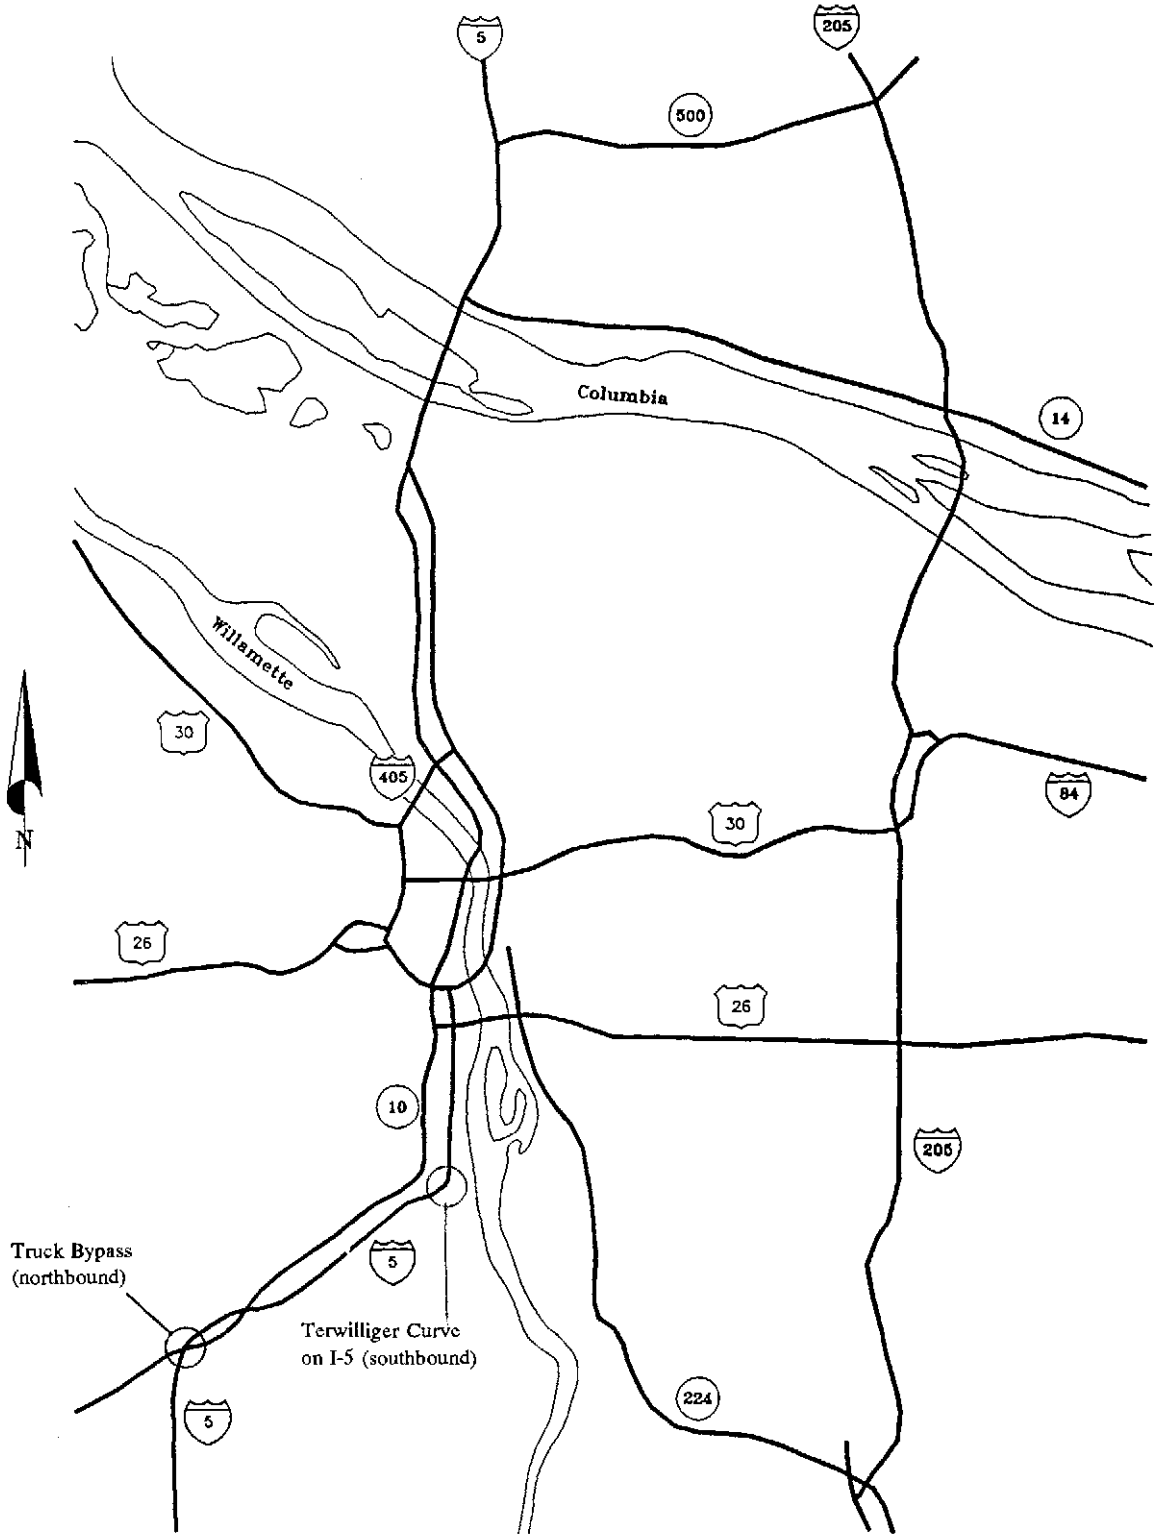 5
205
500
Columbia
14
Willamette
30
405
84
30
N
26
26
10
205
Truck Bypass
(northbound)
5
Terwilliger Curve
on I-5 (southbound)
224
5